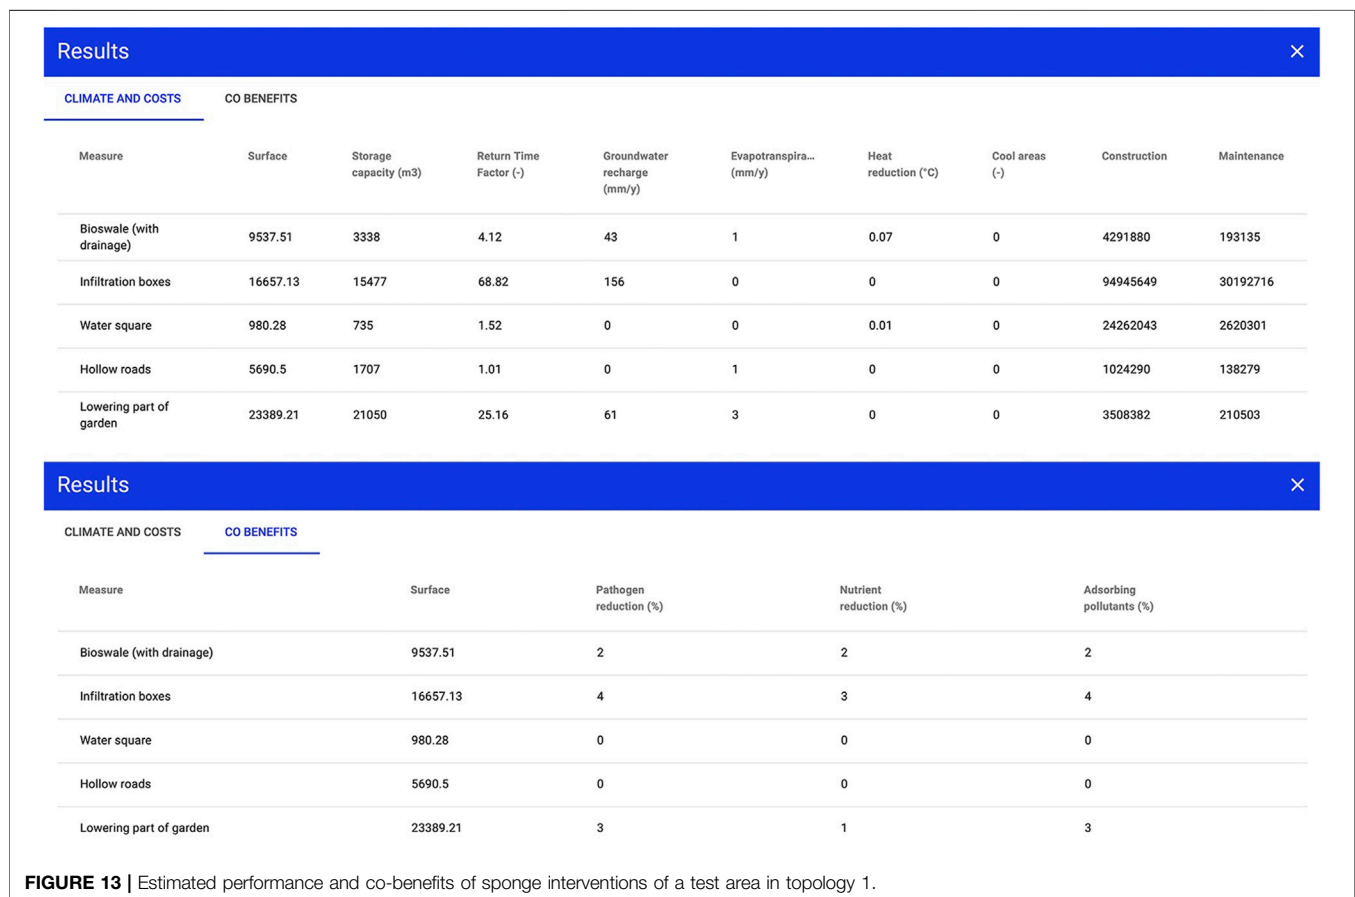 Results ×
CLIMATE AND COSTS CO BENEFITS
Measure Surface Storage capacity (m3) Return Time Factor (-) Groundwater recharge (mm/y) Evapotranspira... (mm/y) Heat reduction (°C) Cool areas (-) Construction Maintenance
Bioswale (with drainage) 9537.51 3338 4.12 43 1 0.07 0 4291880 193135
Infiltration boxes 16657.13 15477 68.82 156 0 0 0 94945649 30192716
Water square 980.28 735 1.52 0 0 0.01 0 24262043 2620301
Hollow roads 5690.5 1707 1.01 0 1 0 0 1024290 138279
Lowering part of garden 23389.21 21050 25.16 61 3 0 0 3508382 210503
Results ×
CLIMATE AND COSTS CO BENEFITS
Measure Surface Pathogen reduction (%) Nutrient reduction (%) Adsorbing pollutants (%)
Bioswale (with drainage) 9537.51 2 2 2
Infiltration boxes 16657.13 4 3 4
Water square 980.28 0 0 0
Hollow roads 5690.5 0 0 0
Lowering part of garden 23389.21 3 1 3
FIGURE 13 | Estimated performance and co-benefits of sponge interventions of a test area in topology 1.